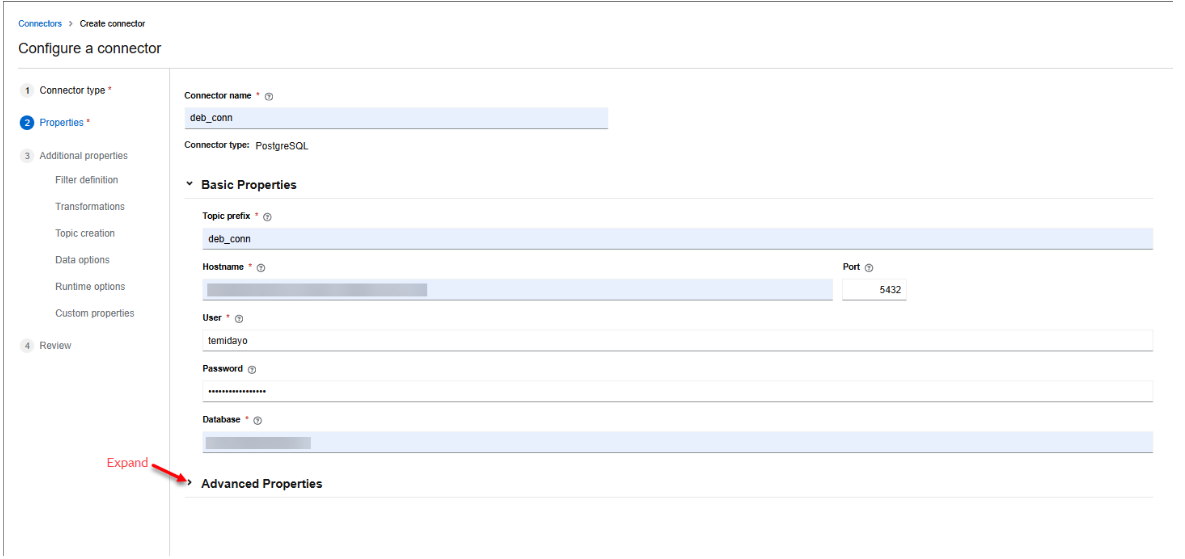 Connectors > Create connector
Configure a connector
1 Connector type *
2 Properties *
3 Additional properties
Filter definition
Transformations
Topic creation
Data options
Runtime options
Custom properties
4 Review
Connector name * ?
deb_conn
Connector type: PostgreSQL
Basic Properties
Topic prefix * ?
deb_conn
Hostname * ? Port ?
5432
User * ?
temidayo
Password ?
•••••••••••••••••
Database * ?
Expand
Advanced Properties